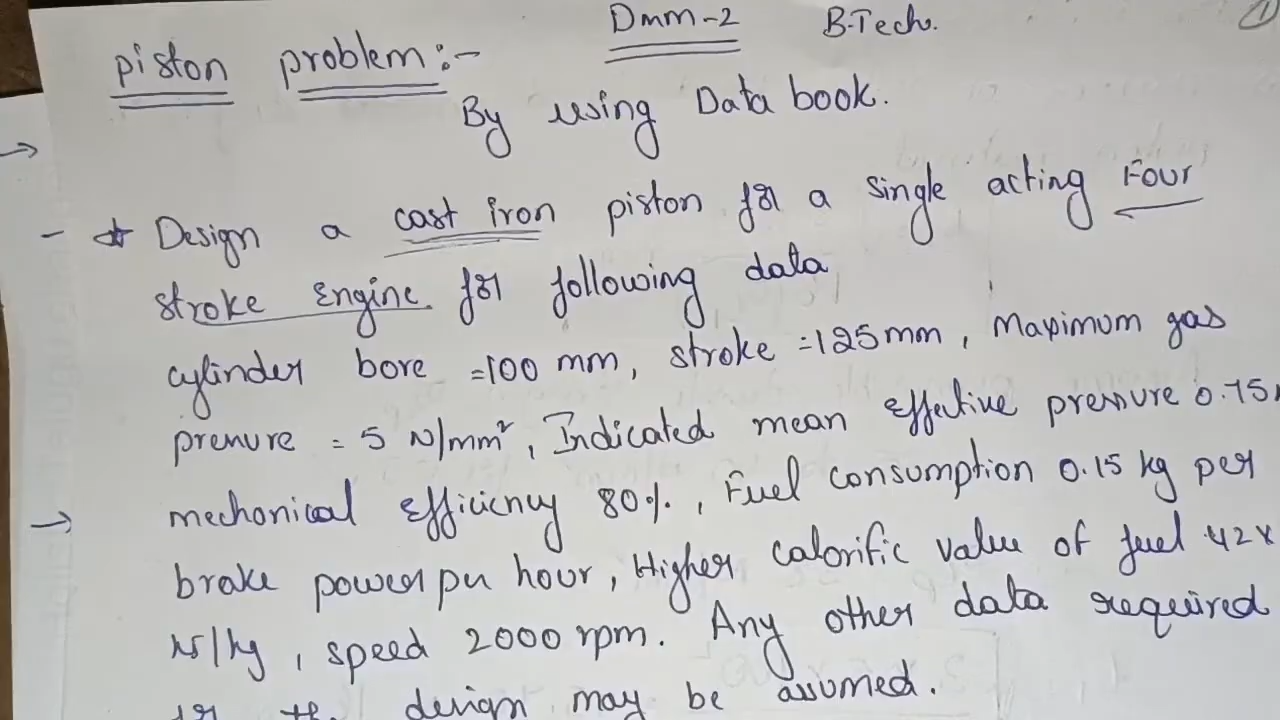 Dmm-2 B.Tech. 1
piston problem:-
By using Data book.
→
- * Design a cast iron piston for a single acting Four
stroke Engine for following data
cylinder bore =100 mm, stroke =125mm, Maximum gas
pressure = 5 N/mm², Indicated mean effective pressure 0.75
→ mechanical efficiency 80%, Fuel consumption 0.15 kg per
brake power per hour, Higher calorific value of fuel 42x
kJ/kg, speed 2000 rpm. Any other data required
design may be assumed.